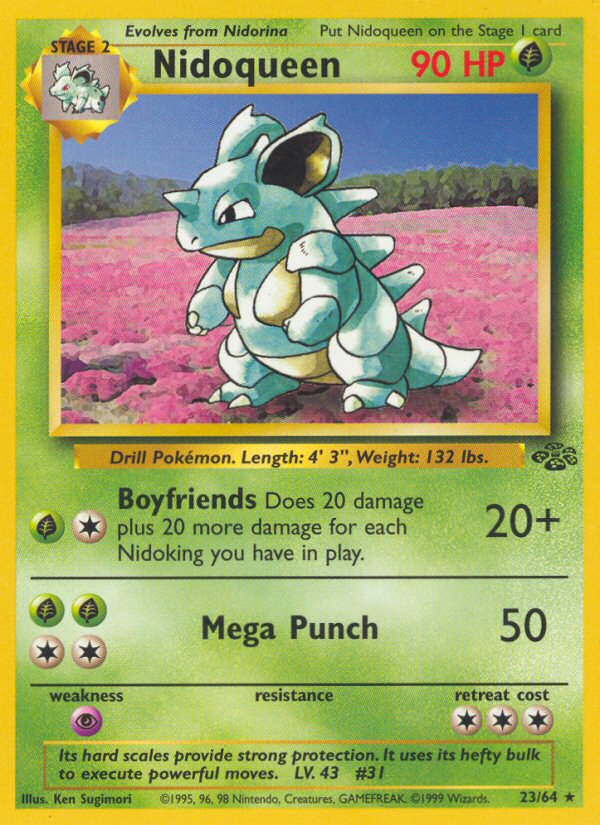 Evolves from Nidorina Put Nidoqueen on the Stage 1 card
STAGE 2
Nidoqueen 90 HP
Drill Pokémon. Length: 4' 3", Weight: 132 lbs.
Boyfriends Does 20 damage
plus 20 more damage for each
Nidoking you have in play.
20+
Mega Punch 50
weakness resistance retreat cost
Its hard scales provide strong protection. It uses its hefty bulk
to execute powerful moves. LV. 43 #31
Illus. Ken Sugimori ©1995, 96, 98 Nintendo, Creatures, GAMEFREAK. ©1999 Wizards. 23/64 ★